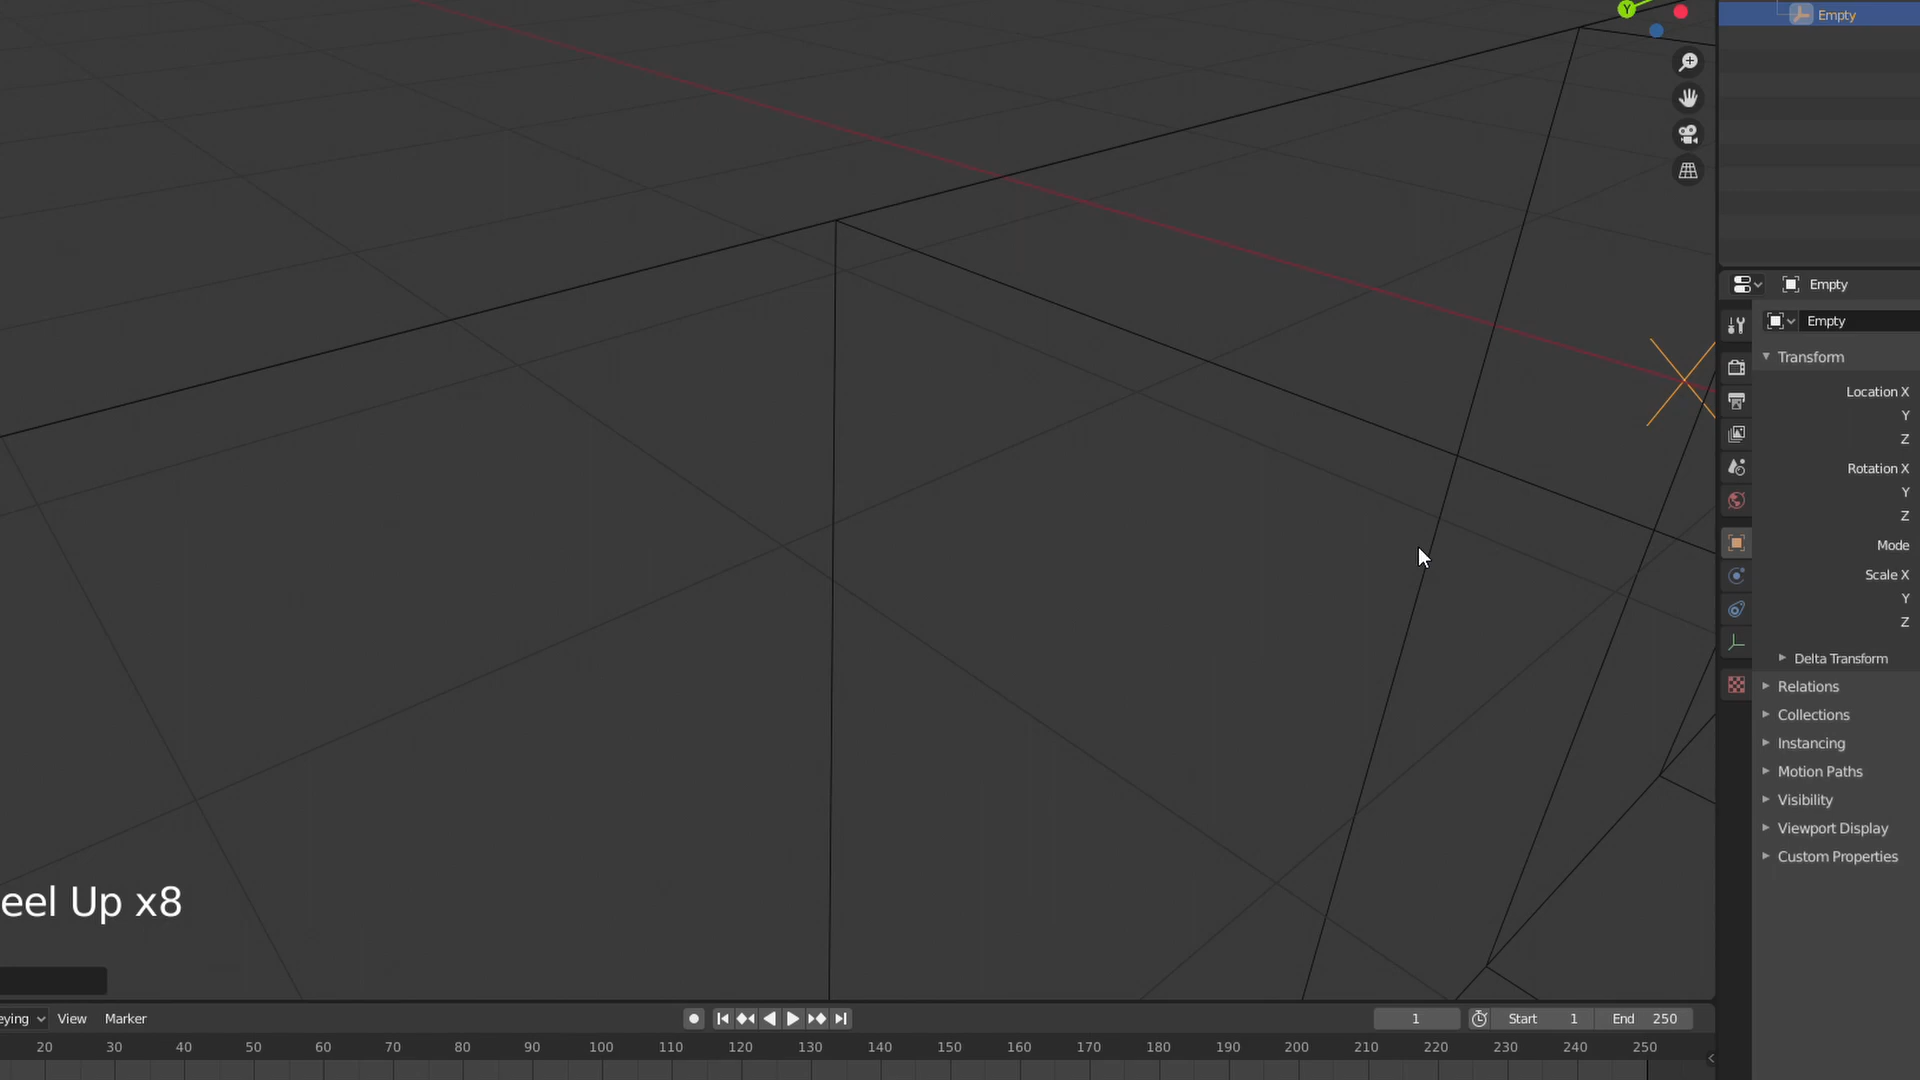 Y
Empty
Empty
Empty
Transform
Location X
Y
Z
Rotation X
Y
Z
Mode
Scale X
Y
Z
Delta Transform
Relations
Collections
Instancing
Motion Paths
Visibility
Viewport Display
Custom Properties
eel Up x8
eying View Marker 1 Start 1 End 250
20 30 40 50 60 70 80 90 100 110 120 130 140 150 160 170 180 190 200 210 220 230 240 250